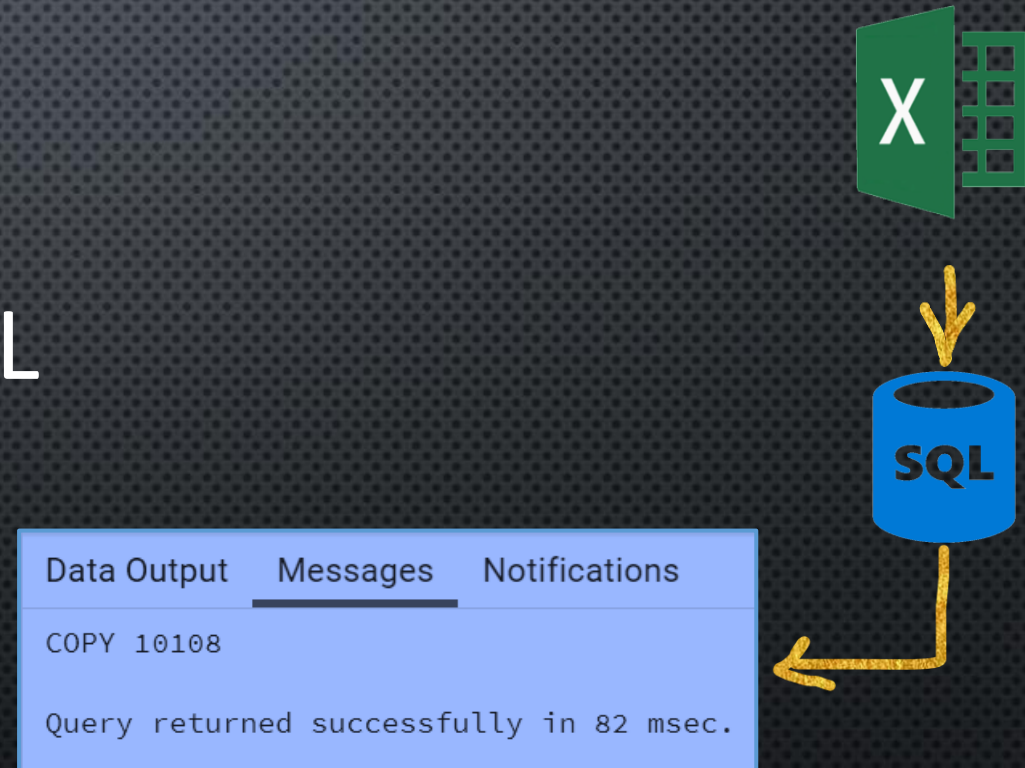 X
L
SQL
Data Output Messages Notifications
COPY 10108
Query returned successfully in 82 msec.